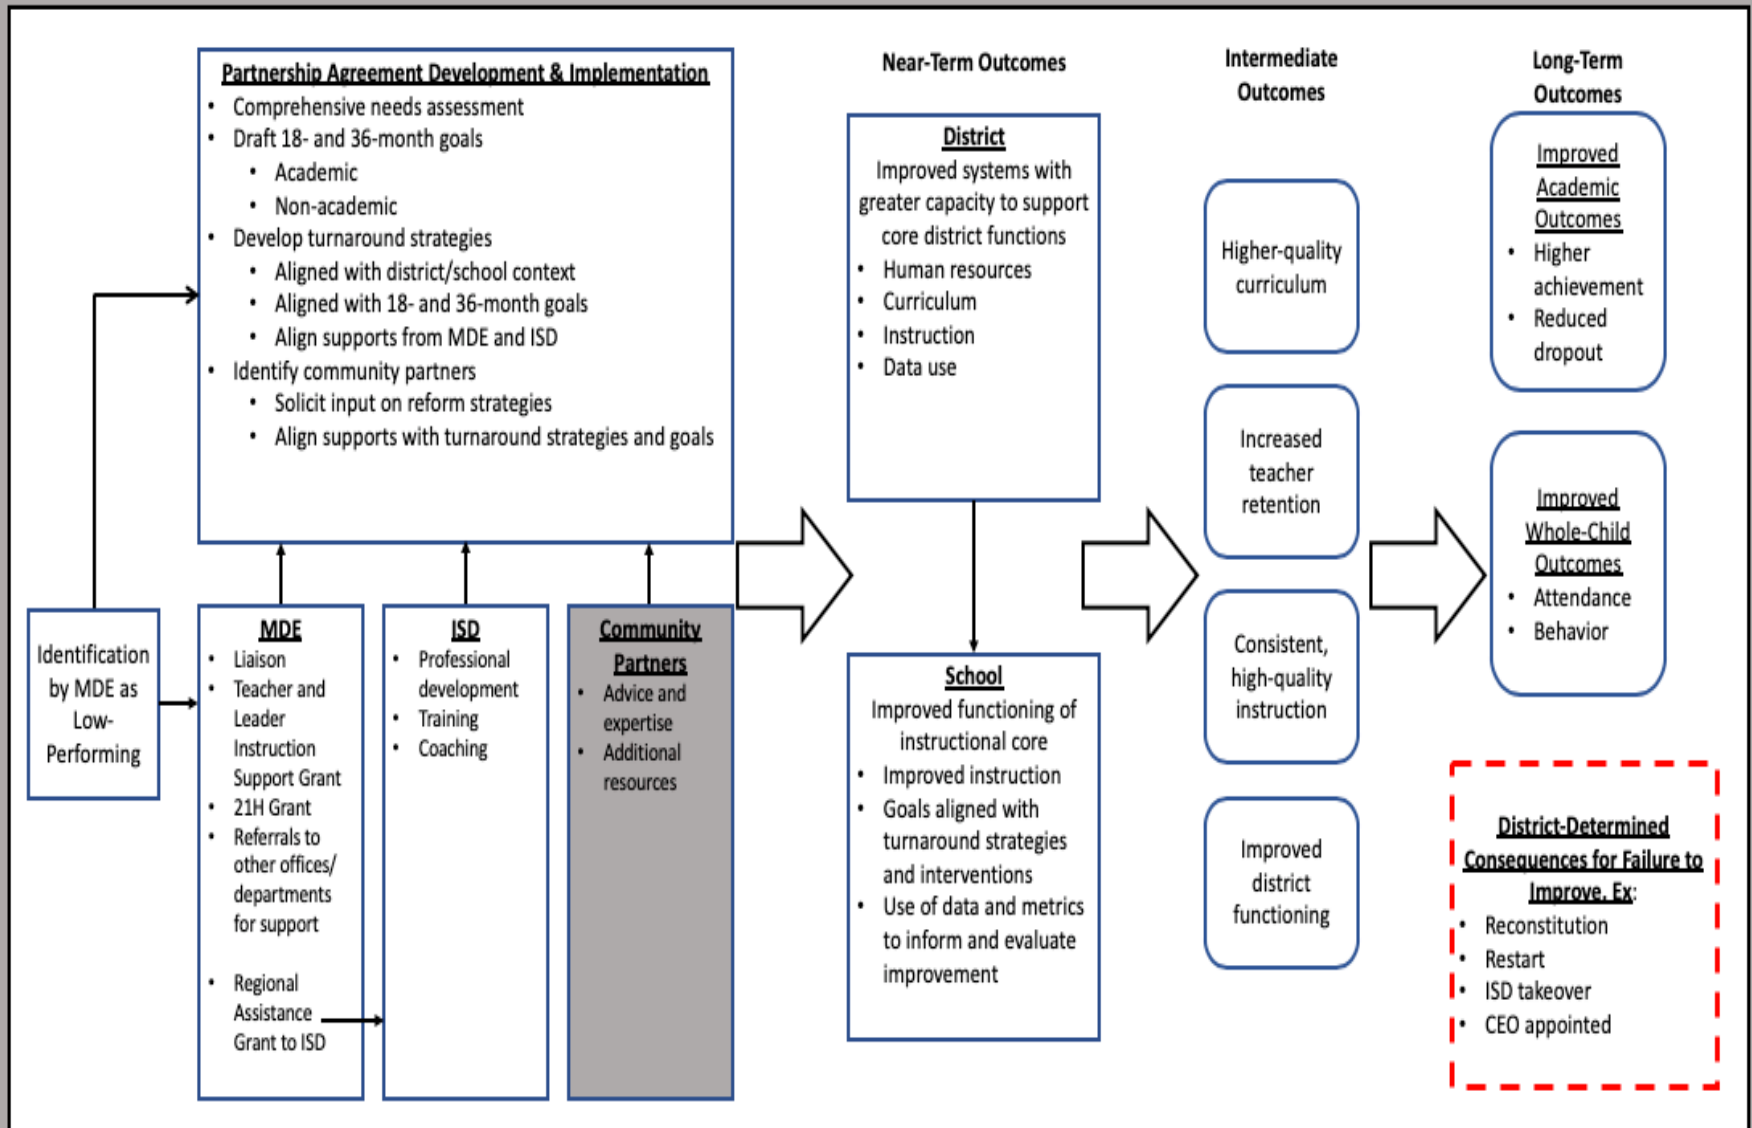 Partnership Agreement Development & Implementation
• Comprehensive needs assessment
• Draft 18- and 36-month goals
• Academic
• Non-academic
• Develop turnaround strategies
• Aligned with district/school context
• Aligned with 18- and 36-month goals
• Align supports from MDE and ISD
• Identify community partners
• Solicit input on reform strategies
• Align supports with turnaround strategies and goals
Identification
by MDE as
Low-
Performing
MDE
• Liaison
• Teacher and
Leader
Instruction
Support Grant
• 21H Grant
• Referrals to
other offices/
departments
for support
• Regional
Assistance
Grant to ISD
ISD
• Professional
development
• Training
• Coaching
Community
Partners
• Advice and
expertise
• Additional
resources
Near-Term Outcomes
District
Improved systems with
greater capacity to support
core district functions
• Human resources
• Curriculum
• Instruction
• Data use
School
Improved functioning of
instructional core
• Improved instruction
• Goals aligned with
turnaround strategies
and interventions
• Use of data and metrics
to inform and evaluate
improvement
Intermediate
Outcomes
Higher-quality
curriculum
Increased
teacher
retention
Consistent,
high-quality
instruction
Improved
district
functioning
Long-Term
Outcomes
Improved
Academic
Outcomes
• Higher
achievement
• Reduced
dropout
Improved
Whole-Child
Outcomes
• Attendance
• Behavior
District-Determined
Consequences for Failure to
Improve. Ex:
• Reconstitution
• Restart
• ISD takeover
• CEO appointed